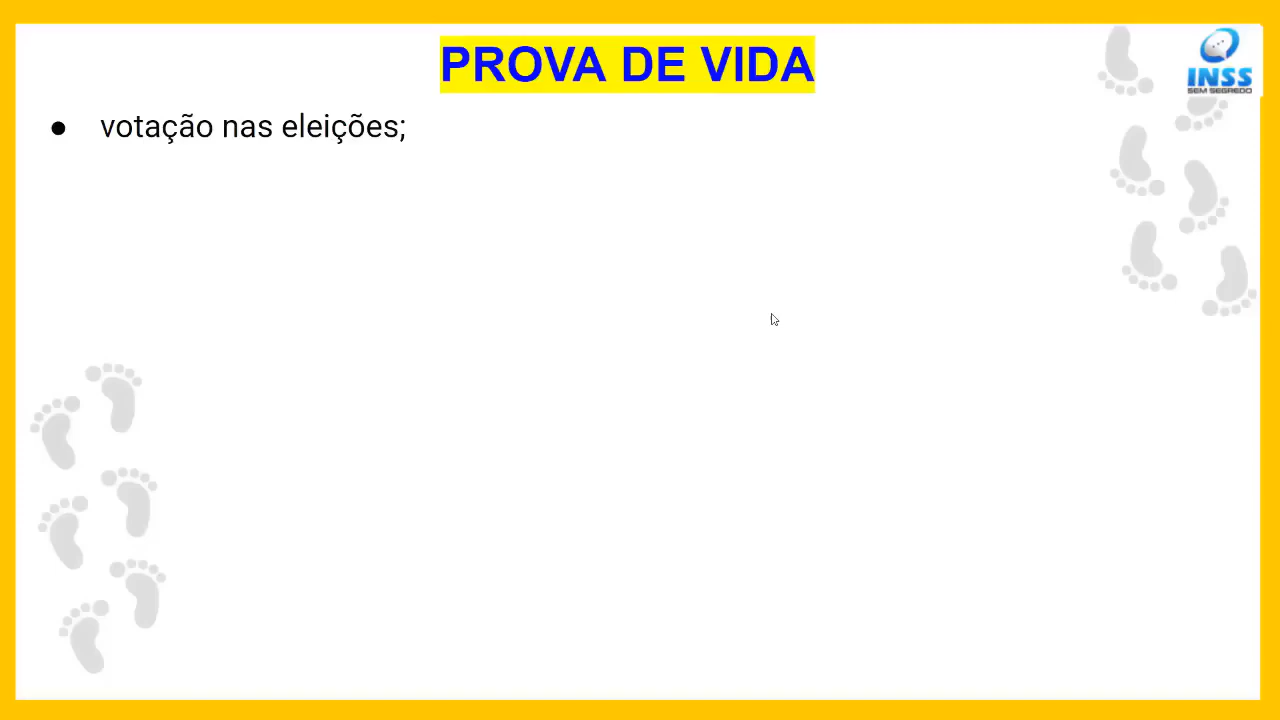 PROVA DE VIDA
INSS
SEM SEGREDO
● votação nas eleições;